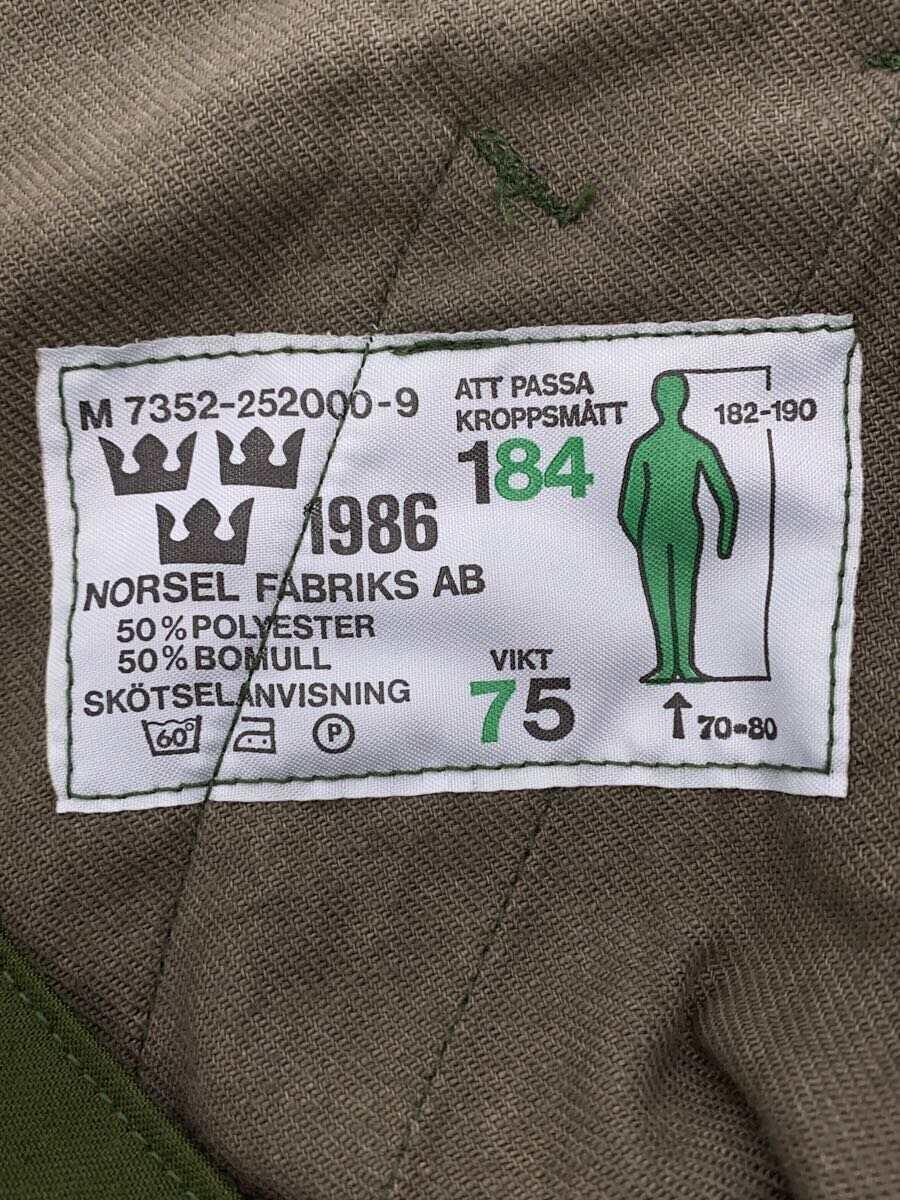 M 7352-252000-9
1986
NORSEL FABRIKS AB
50% POLYESTER
50% BOMULL
SKÖTSELANVISNING
60°
P
ATT PASSA
KROPPSMÅTT
184
182-190
VIKT
75
70-80